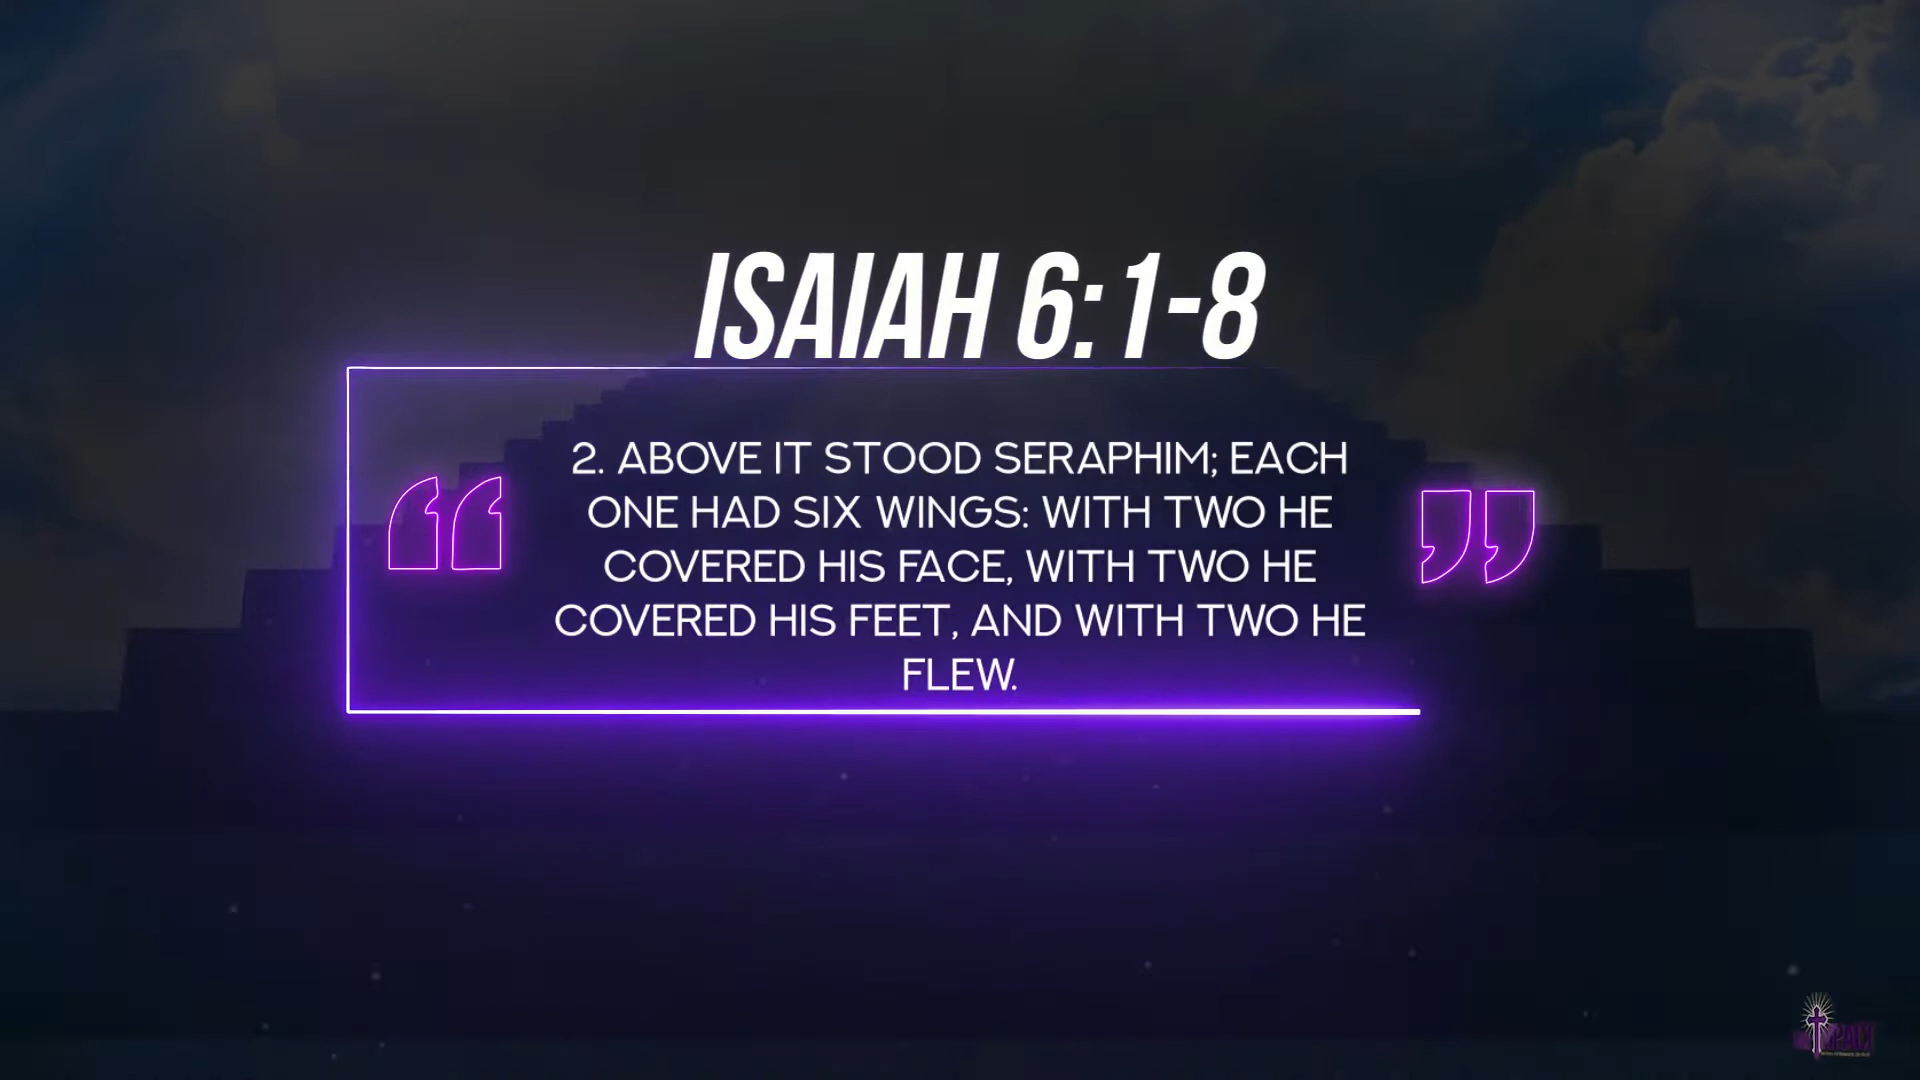 ISAIAH 6:1-8
2. ABOVE IT STOOD SERAPHIM; EACH
ONE HAD SIX WINGS: WITH TWO HE
COVERED HIS FACE, WITH TWO HE
COVERED HIS FEET, AND WITH TWO HE
FLEW.